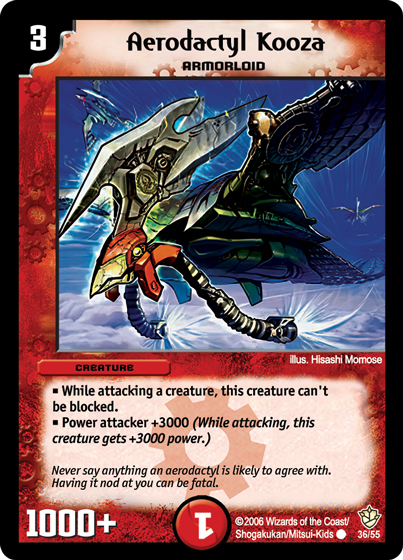 3
Aerodactyl Kooza
ARMORLOID
illus. Hisashi Momose
CREATURE
▪ While attacking a creature, this creature can't
be blocked.
▪ Power attacker +3000 (While attacking, this
creature gets +3000 power.)
Never say anything an aerodactyl is likely to agree with.
Having it nod at you can be fatal.
1000+
1
©2006 Wizards of the Coast/
Shogakukan/Mitsui-Kids
36/55